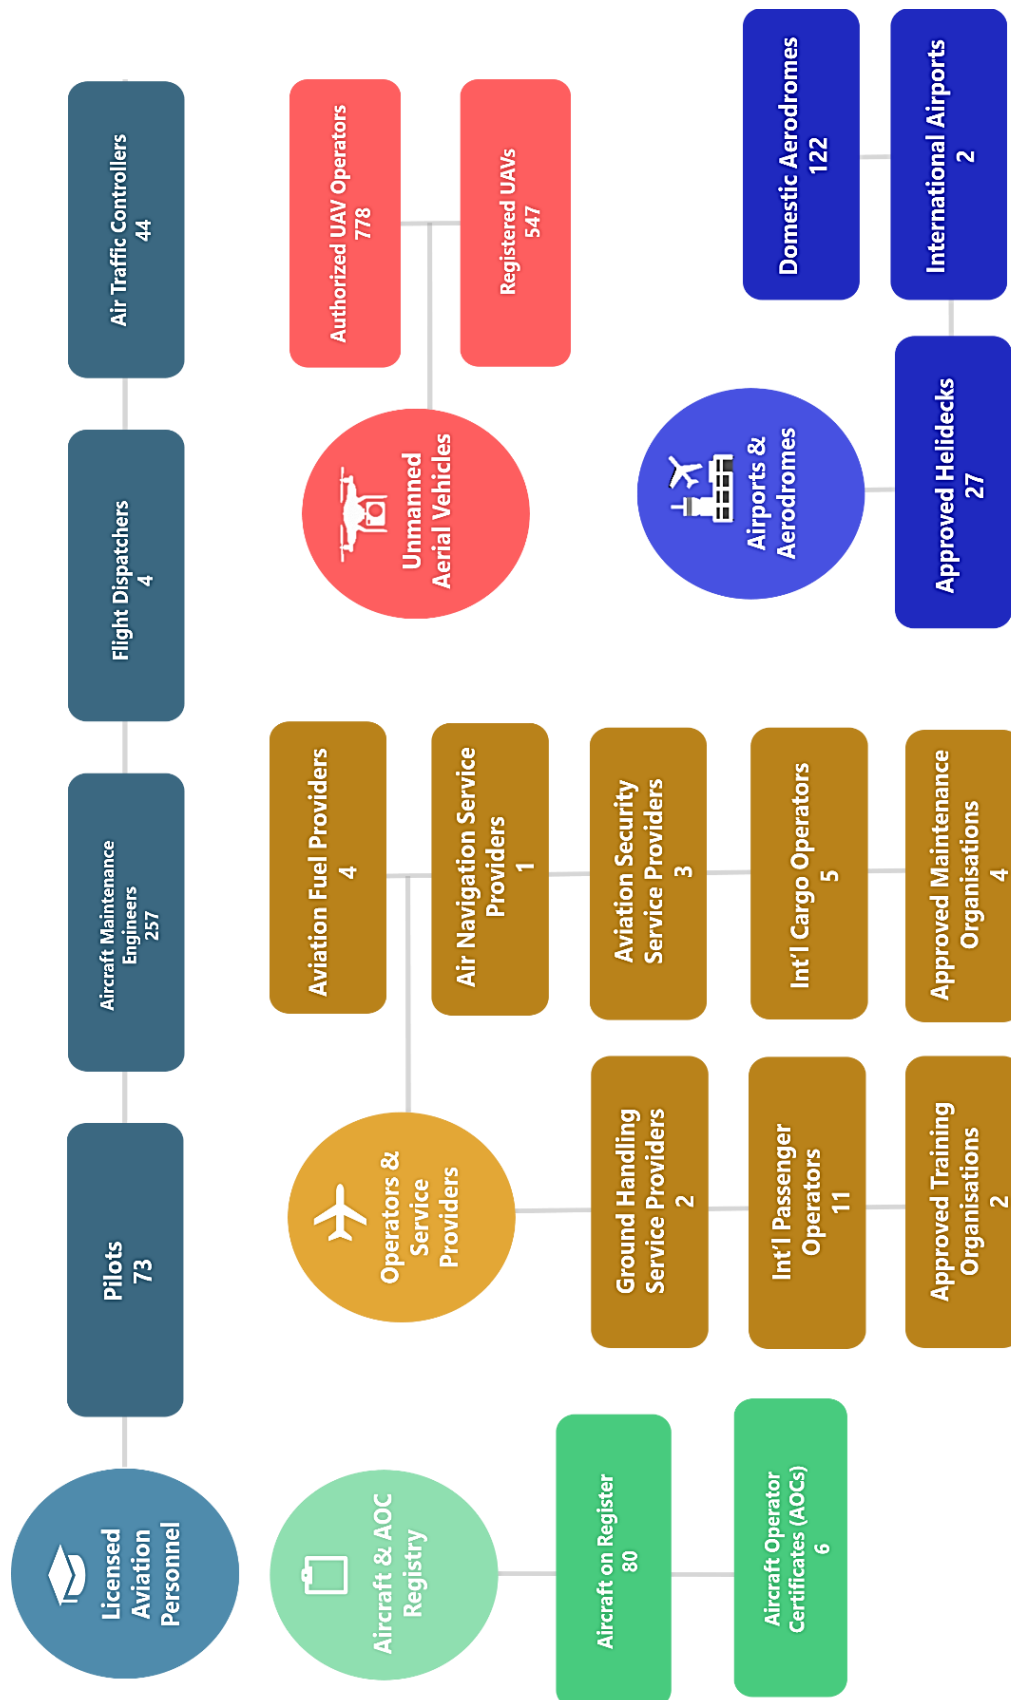 Licensed
Aviation
Personnel
Pilots
73
Aircraft Maintenance
Engineers
257
Flight Dispatchers
4
Air Traffic Controllers
44
Aircraft & AOC
Registry
Aircraft on Register
80
Aircraft Operator
Certificates (AOCs)
6
Operators &
Service
Providers
Aviation Fuel Providers
4
Air Navigation Service
Providers
1
Ground Handling
Service Providers
2
Aviation Security
Service Providers
3
Int'l Passenger
Operators
11
Int'l Cargo Operators
5
Approved Training
Organisations
2
Approved Maintenance
Organisations
4
Unmanned
Aerial Vehicles
Authorized UAV Operators
778
Registered UAVs
547
Airports &
Aerodromes
Approved Helidecks
27
Domestic Aerodromes
122
International Airports
2